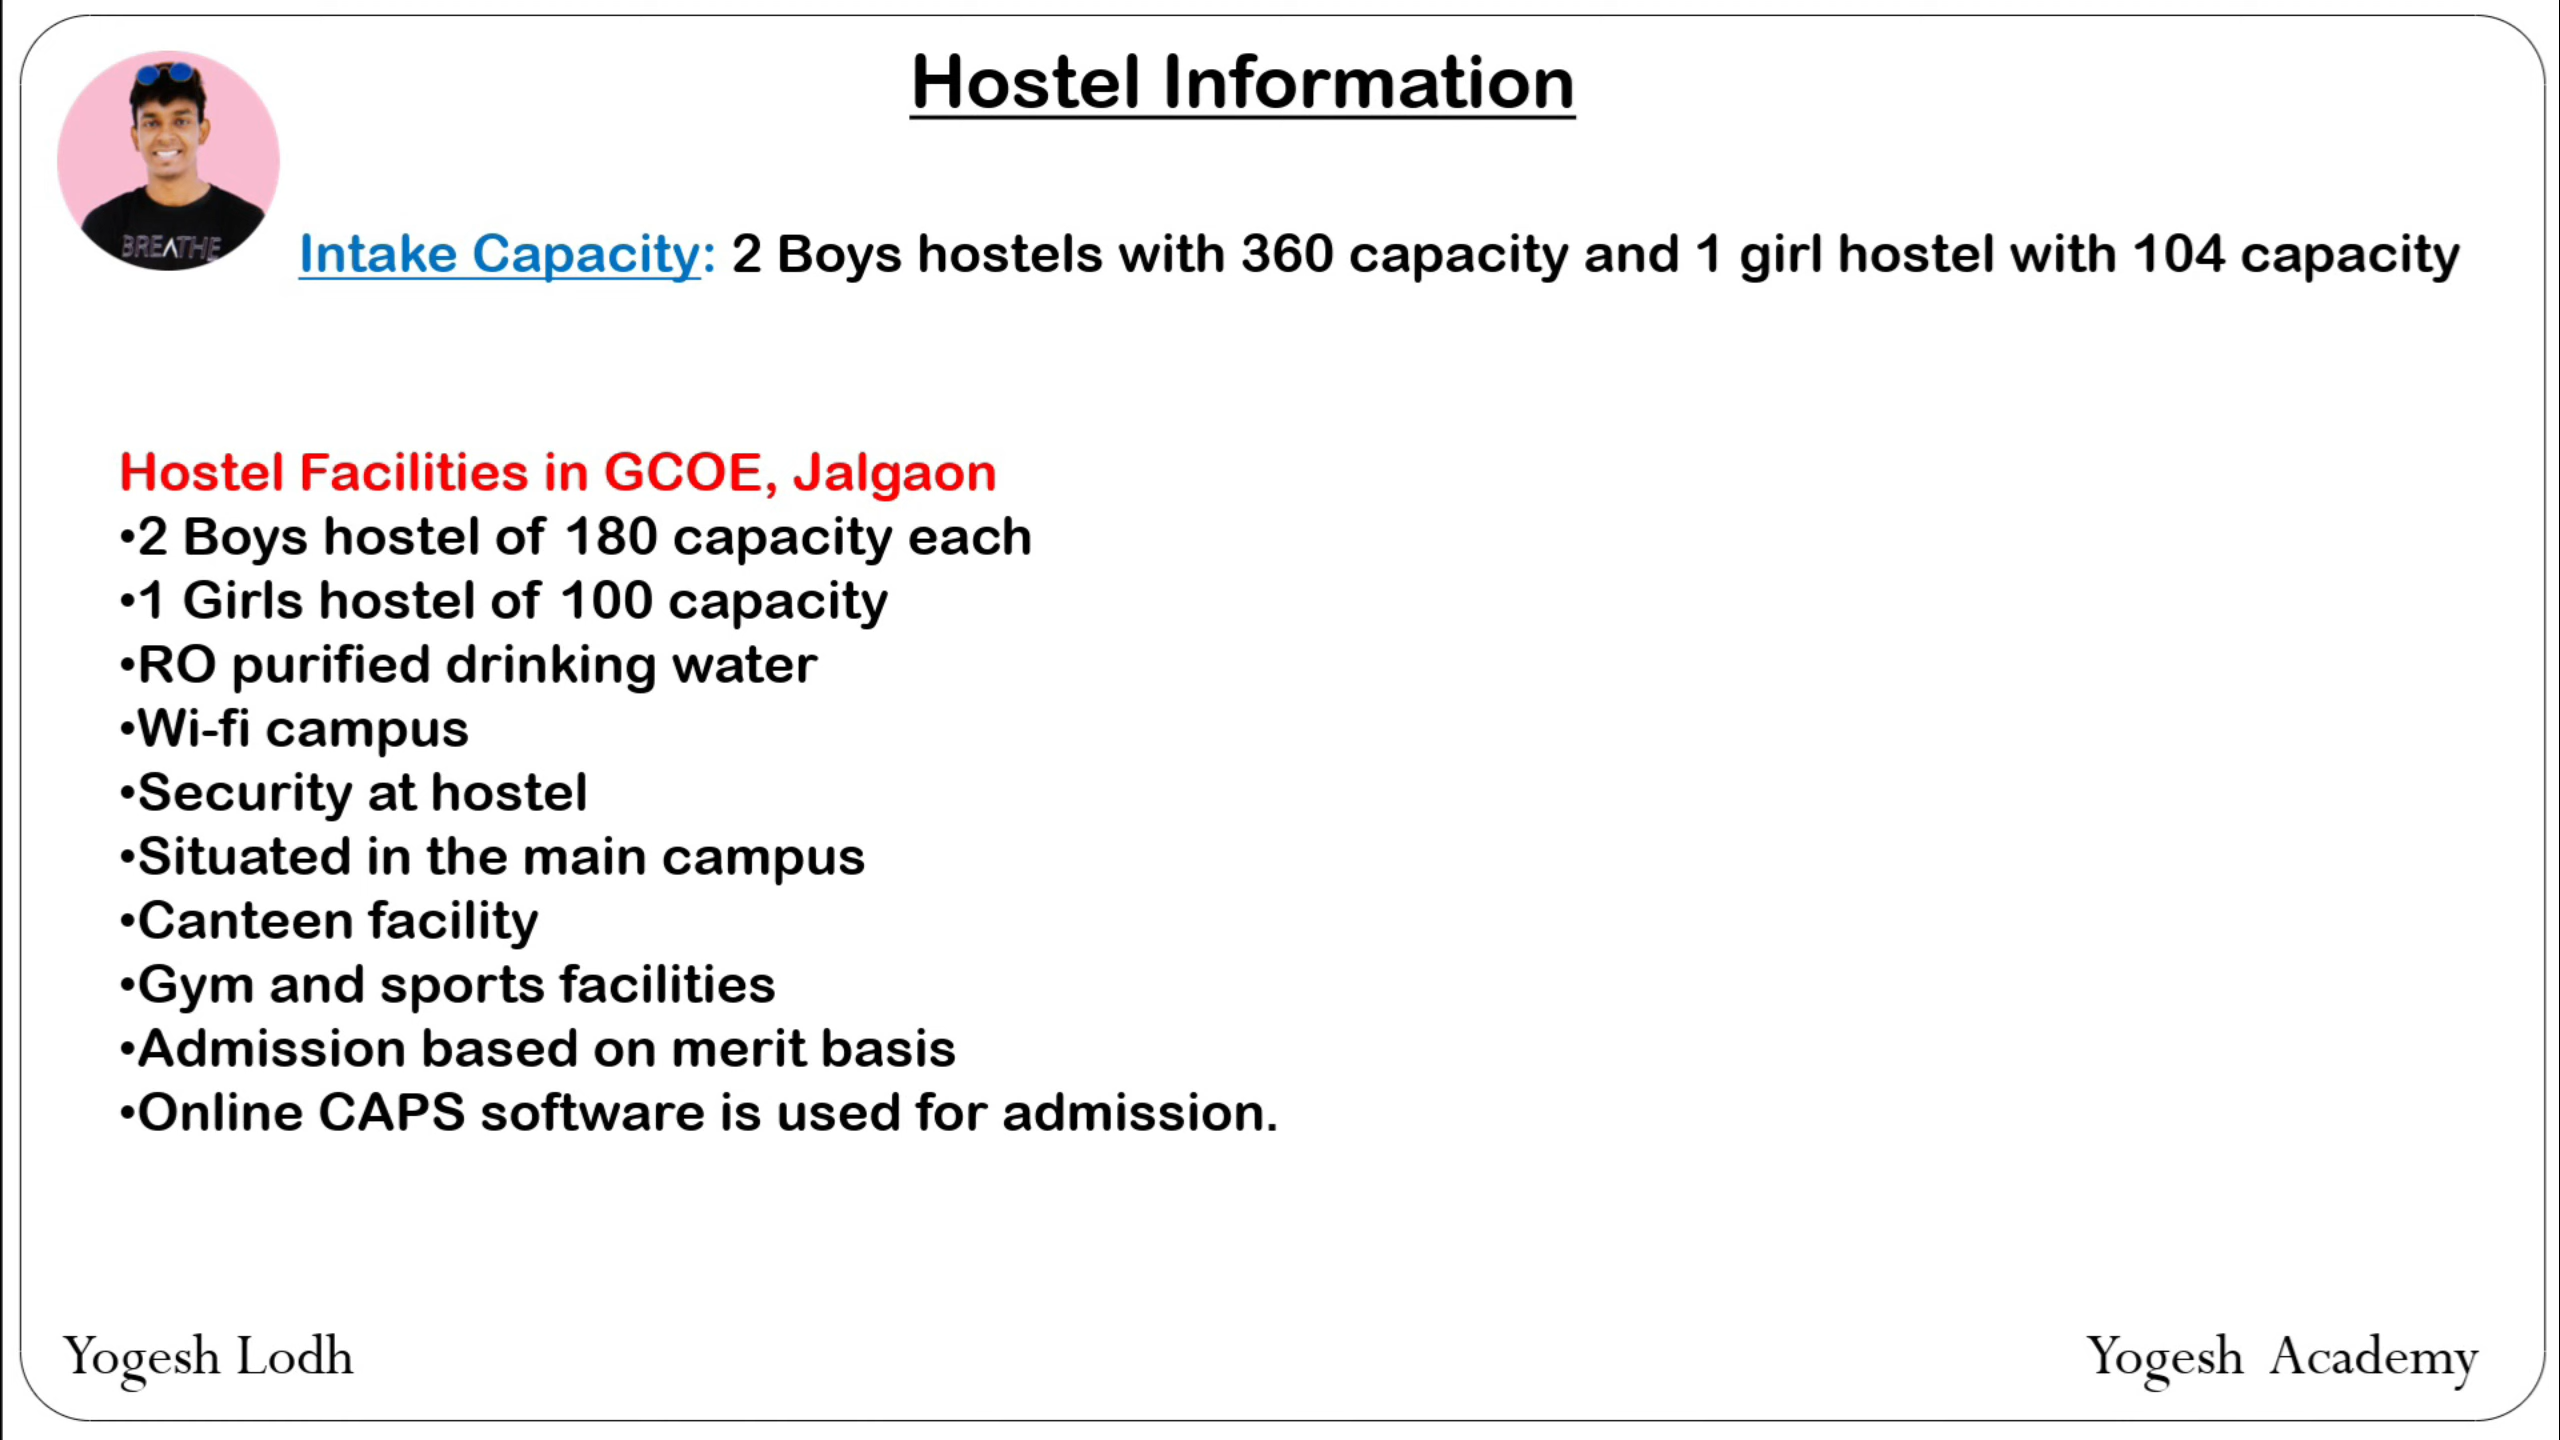 Hostel Information
BREATHE
Intake Capacity: 2 Boys hostels with 360 capacity and 1 girl hostel with 104 capacity
Hostel Facilities in GCOE, Jalgaon
•2 Boys hostel of 180 capacity each
•1 Girls hostel of 100 capacity
•RO purified drinking water
•Wi-fi campus
•Security at hostel
•Situated in the main campus
•Canteen facility
•Gym and sports facilities
•Admission based on merit basis
•Online CAPS software is used for admission.
Yogesh Lodh
Yogesh Academy